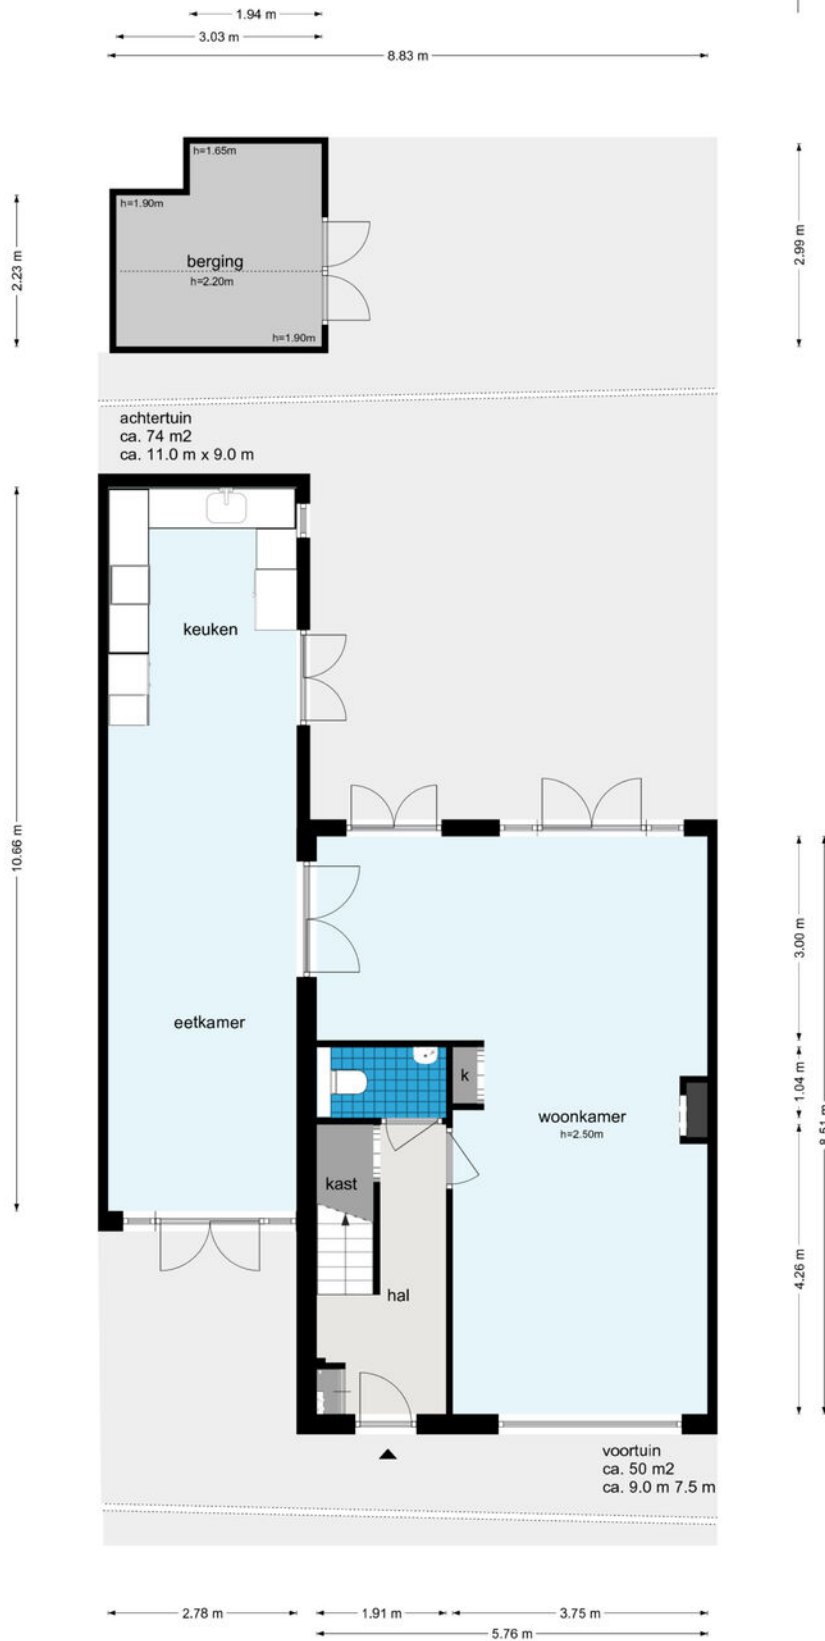 1.94 m
3.03 m
8.83 m
h=1.65m
h=1.90m
berging
h=2.20m
h=1.90m
2.23 m
2.99 m
achtertuin
ca. 74 m2
ca. 11.0 m x 9.0 m
keuken
10.66 m
3.00 m
eetkamer
k
1.04 m
woonkamer
h=2.50m
8.51 m
kast
4.26 m
hal
voortuin
ca. 50 m2
ca. 9.0 m 7.5 m
2.78 m
1.91 m
3.75 m
5.76 m